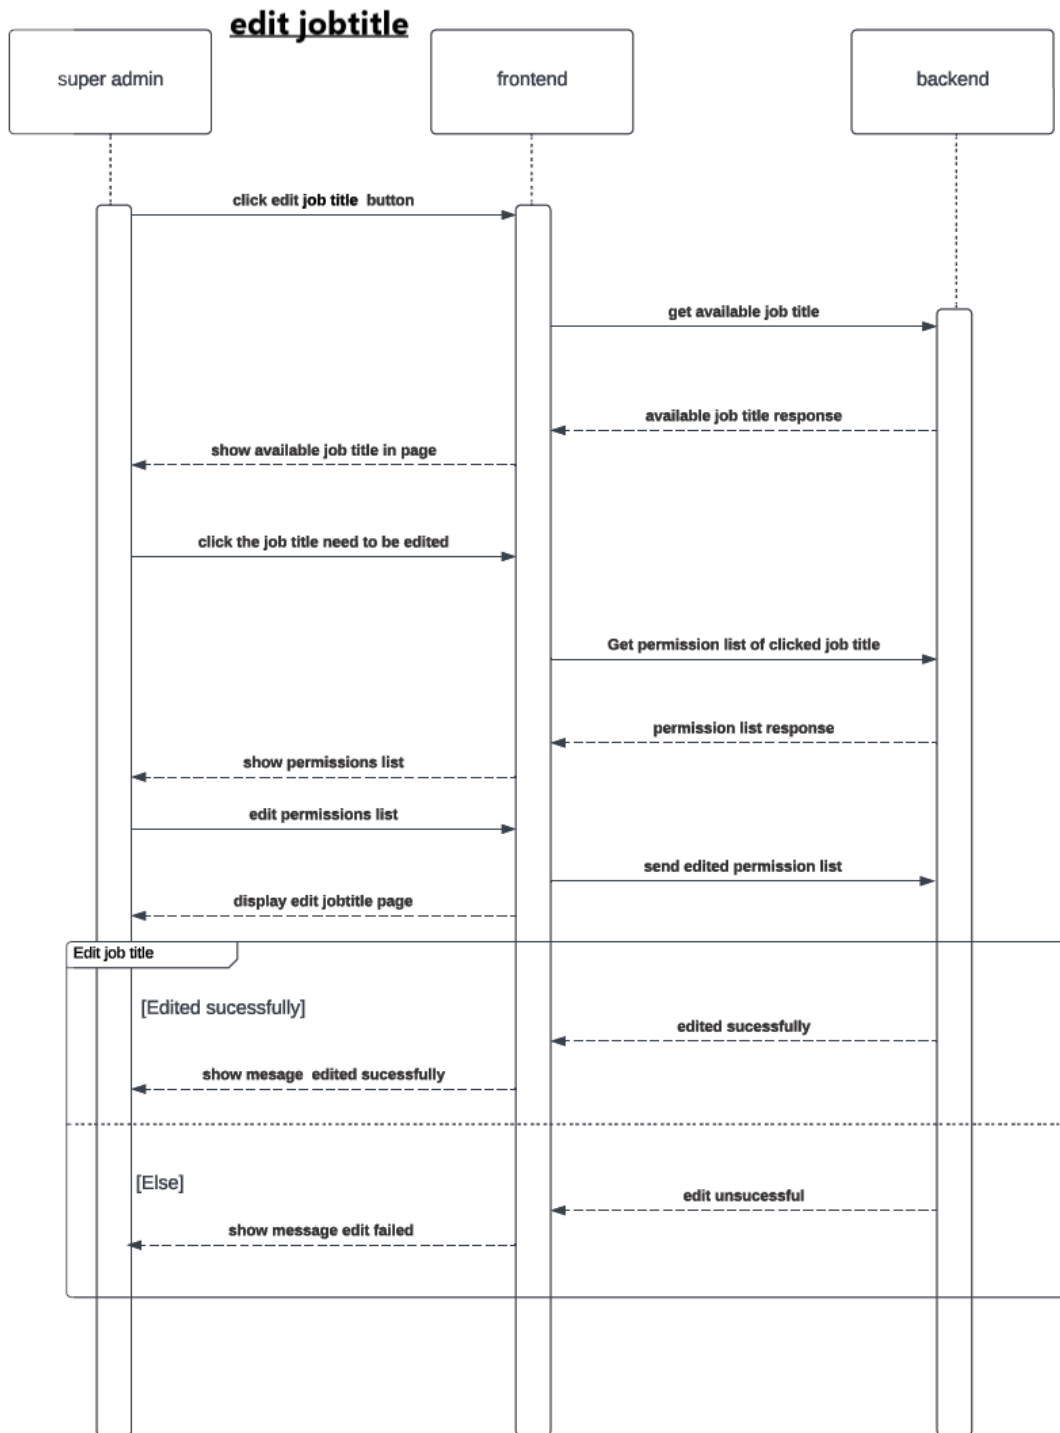 edit jobtitle
super admin
frontend
backend
click edit job title button
get available job title
available job title response
show available job title in page
click the job title need to be edited
Get permission list of clicked job title
permission list response
show permissions list
edit permissions list
send edited permission list
display edit jobtitle page
Edit job title
[Edited sucessfully]
edited sucessfully
show mesage edited sucessfully
[Else]
edit unsucessful
show message edit failed